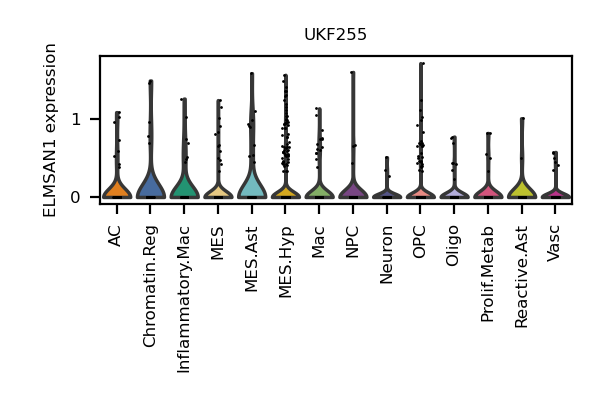 UKF255
ELMSAN1 expression
1
0
AC
Chromatin.Reg
Inflammatory.Mac
MES
MES.Ast
MES.Hyp
Mac
NPC
Neuron
OPC
Oligo
Prolif.Metab
Reactive.Ast
Vasc